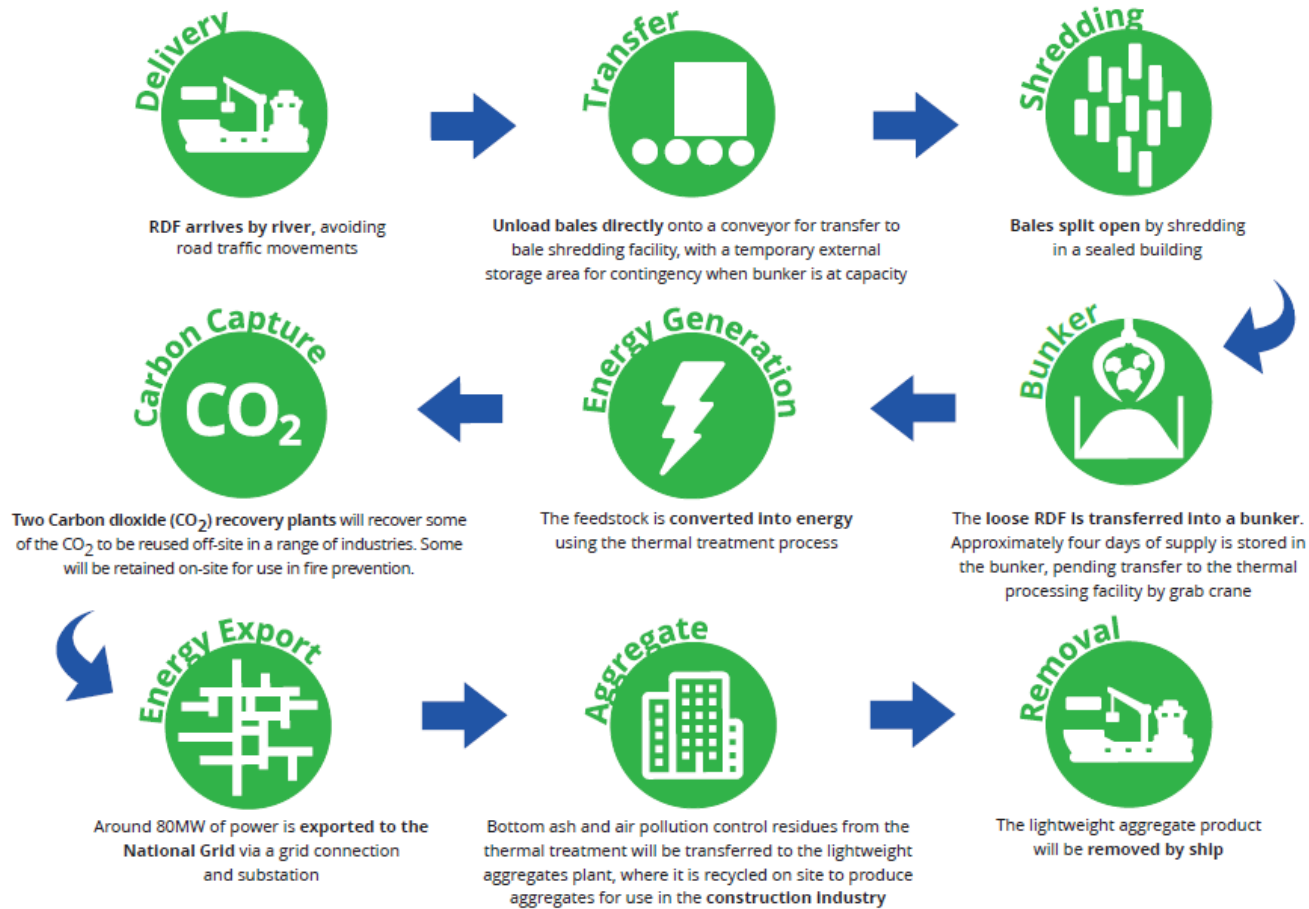 Delivery
RDF arrives by river, avoiding
road traffic movements
Transfer
Unload bales directly onto a conveyor for transfer to
bale shredding facility, with a temporary external
storage area for contingency when bunker is at capacity
Shredding
Bales split open by shredding
in a sealed building
Bunker
The loose RDF is transferred into a bunker.
Approximately four days of supply is stored in
the bunker, pending transfer to the thermal
processing facility by grab crane
Energy Generation
The feedstock is converted into energy
using the thermal treatment process
Carbon Capture
CO2
Two Carbon dioxide (CO2) recovery plants will recover some
of the CO2 to be reused off-site in a range of industries. Some
will be retained on-site for use in fire prevention.
Energy Export
Around 80MW of power is exported to the
National Grid via a grid connection
and substation
Aggregate
Bottom ash and air pollution control residues from the
thermal treatment will be transferred to the lightweight
aggregates plant, where it is recycled on site to produce
aggregates for use in the construction industry
Removal
The lightweight aggregate product
will be removed by ship